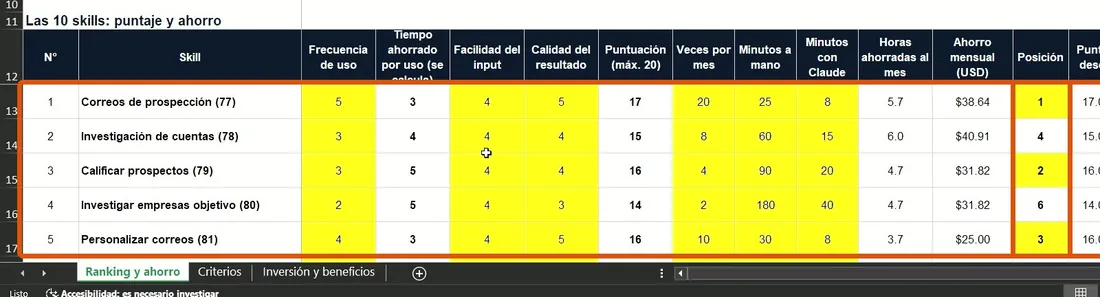 10
11 Las 10 skills: puntaje y ahorro
12 N° Skill Frecuencia de uso Tiempo ahorrado por uso (se calcula) Facilidad del input Calidad del resultado Puntuación (máx. 20) Veces por mes Minutos a mano Minutos con Claude Horas ahorradas al mes Ahorro mensual (USD) Posición
13 1 Correos de prospección (77) 5 3 4 5 17 20 25 8 5.7 $38.64 1 17.0
14 2 Investigación de cuentas (78) 3 4 4 4 15 8 60 15 6.0 $40.91 4 15.0
15 3 Calificar prospectos (79) 3 5 4 4 16 4 90 20 4.7 $31.82 2 16.0
16 4 Investigar empresas objetivo (80) 2 5 4 3 14 2 180 40 4.7 $31.82 6 14.0
17 5 Personalizar correos (81) 4 3 4 5 16 10 30 8 3.7 $25.00 3 16.0
Ranking y ahorro Criterios Inversión y beneficios
Listo Accesibilidad: es necesario investigar